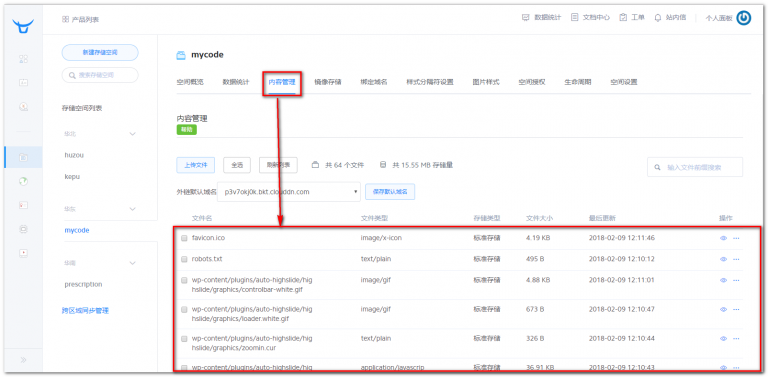 产品列表
数据统计 文档中心 工单 站内信 个人面板
新建存储空间
搜索存储空间
存储空间列表
华北
huzou
kepu
华东
mycode
华南
prescription
跨区域同步管理
mycode
空间概览 数据统计 内容管理 镜像存储 绑定域名 样式分隔符设置 图片样式 空间授权 生命周期 空间设置
内容管理
帮助
上传文件 全选 刷新列表 共 64 个文件 共 15.55 MB 存储量 输入文件前缀搜索
外链默认域名 p3v7okj0k.bkt.clouddn.com 保存默认域名
文件名 文件类型 存储类型 文件大小 最后更新 操作
favicon.ico image/x-icon 标准存储 4.19 KB 2018-02-09 12:11:46
robots.txt text/plain 标准存储 495 B 2018-02-09 12:10:12
wp-content/plugins/auto-highslide/hig image/gif 标准存储 4.88 KB 2018-02-09 12:11:01
hslide/graphics/controlbar-white.gif
wp-content/plugins/auto-highslide/hig image/gif 标准存储 673 B 2018-02-09 12:10:47
hslide/graphics/loader.white.gif
wp-content/plugins/auto-highslide/hig text/plain 标准存储 326 B 2018-02-09 12:10:44
hslide/graphics/zoomin.cur
wp-content/plugins/auto-highslide/hig application/javascrip 标准存储 36.91 KB 2018-02-09 12:10:43